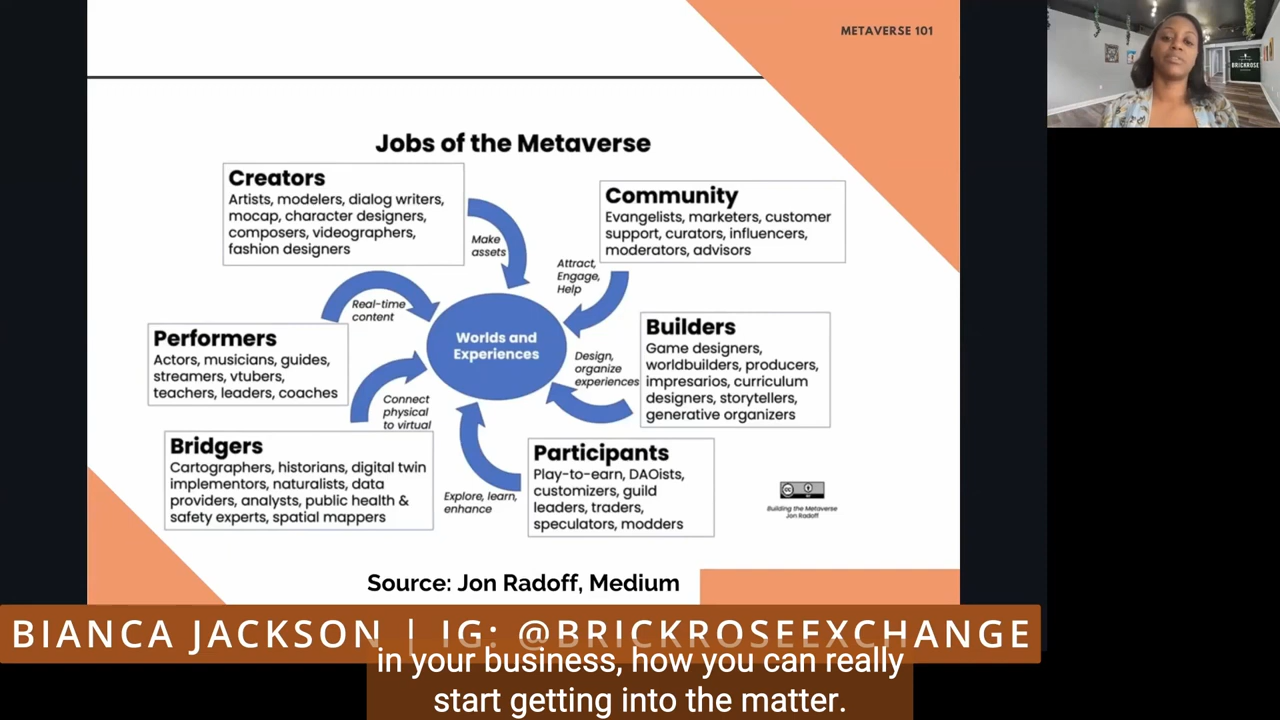 METAVERSE 101
BRICKROSE
Jobs of the Metaverse
Creators
Artists, modelers, dialog writers,
mocap, character designers,
composers, videographers,
fashion designers
Make
assets
Community
Evangelists, marketers, customer
support, curators, influencers,
moderators, advisors
Attract,
Engage,
Help
Performers
Actors, musicians, guides,
streamers, vtubers,
teachers, leaders, coaches
Real-time
content
Worlds and
Experiences
Builders
Game designers,
worldbuilders, producers,
impresarios, curriculum
designers, storytellers,
generative organizers
Design,
organize
experiences
Bridgers
Cartographers, historians, digital twin
implementors, naturalists, data
providers, analysts, public health &
safety experts, spatial mappers
Connect
physical
to virtual
Participants
Play-to-earn, DAOists,
customizers, guild
leaders, traders,
speculators, modders
Explore, learn,
enhance
cc
BY
Building the Metaverse
Jon Radoff
Source: Jon Radoff, Medium
BIANCA JACKSON | IG: @BRICKROSEEXCHANGE
in your business, how you can really
start getting into the matter.